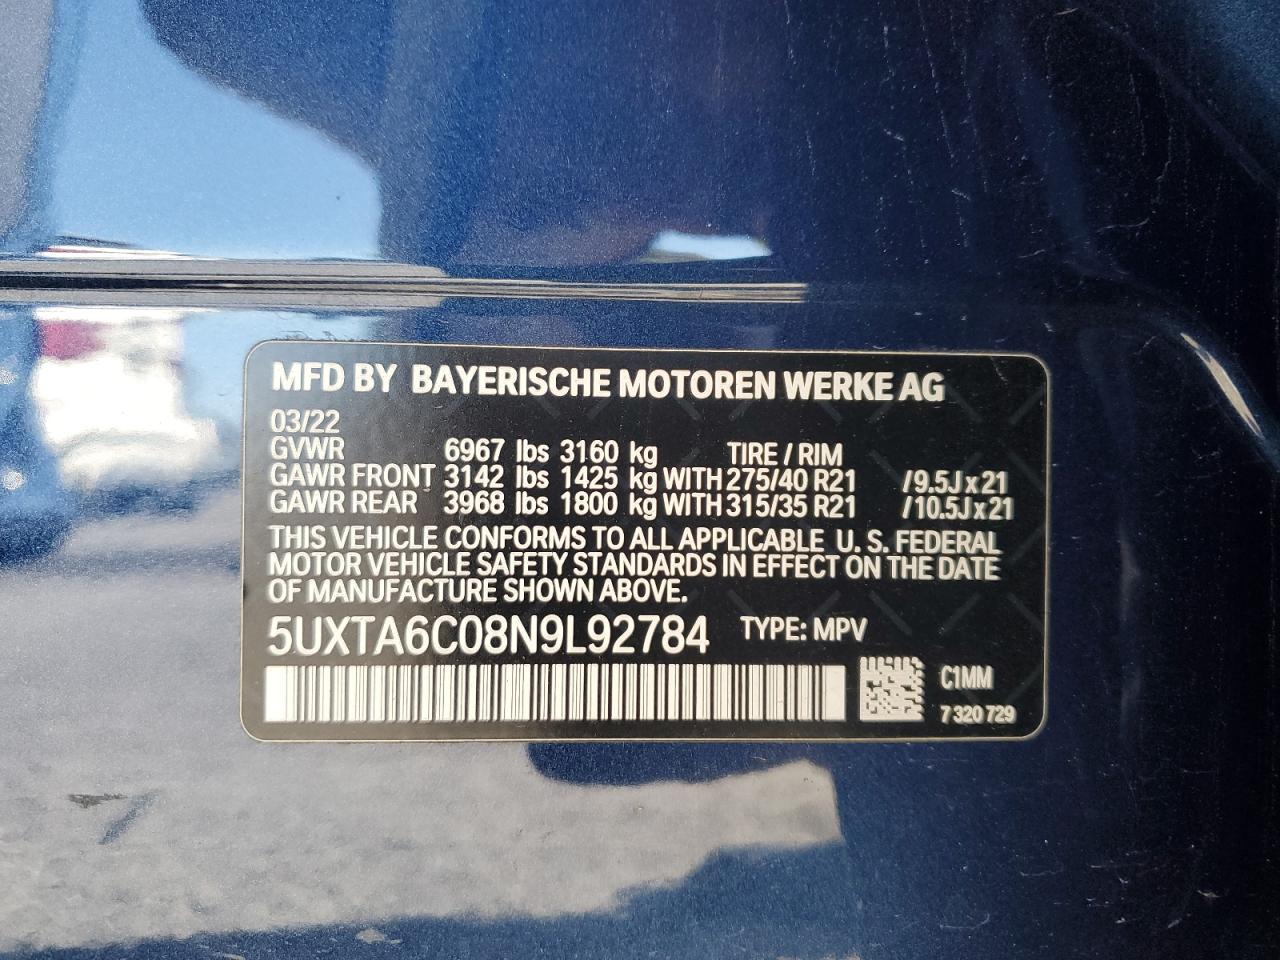 MFD BY BAYERISCHE MOTOREN WERKE AG
03/22
GVWR 6967 lbs 3160 kg TIRE / RIM
GAWR FRONT 3142 lbs 1425 kg WITH 275/40 R21 / 9.5J x 21
GAWR REAR 3968 lbs 1800 kg WITH 315/35 R21 / 10.5J x 21
THIS VEHICLE CONFORMS TO ALL APPLICABLE U. S. FEDERAL
MOTOR VEHICLE SAFETY STANDARDS IN EFFECT ON THE DATE
OF MANUFACTURE SHOWN ABOVE.
5UXTA6C08N9L92784 TYPE: MPV
C1MM
7 320 729